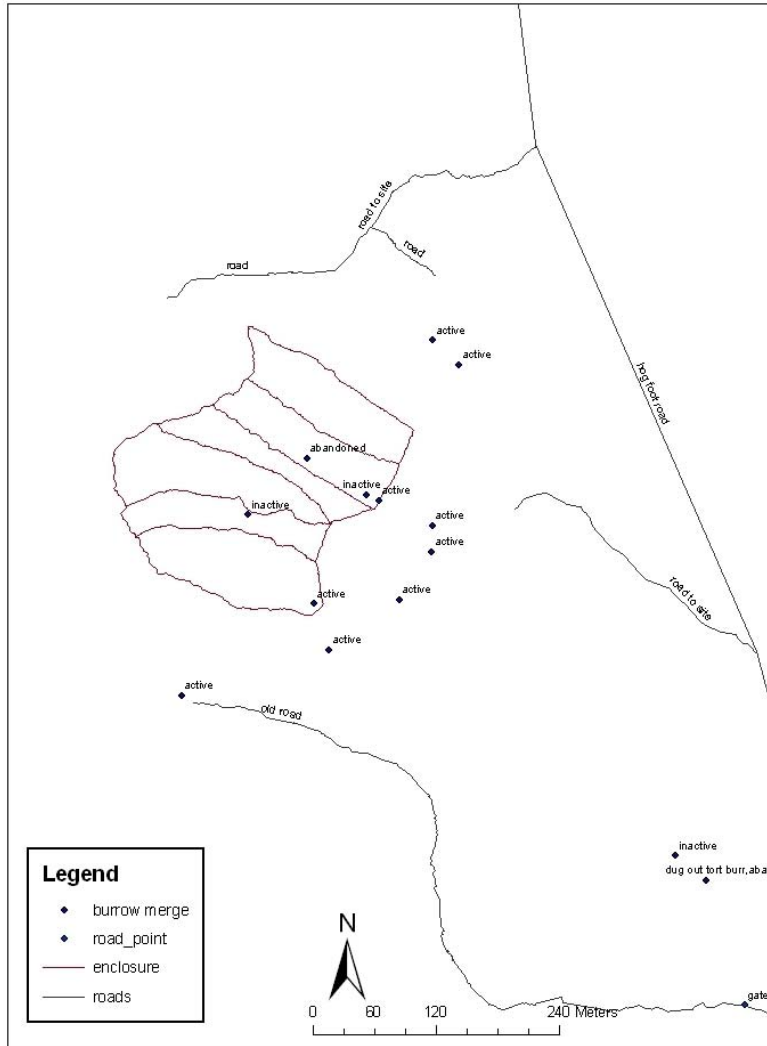 road to site
road
road
active
active
hog foot road
abandoned
inactive
active
inactive
active
active
road to site
active
active
active
active
old road
inactive
dug out tort burr,aba
Legend
burrow merge
road_point
enclosure
roads
N
0 60 120 240 Meters
gate